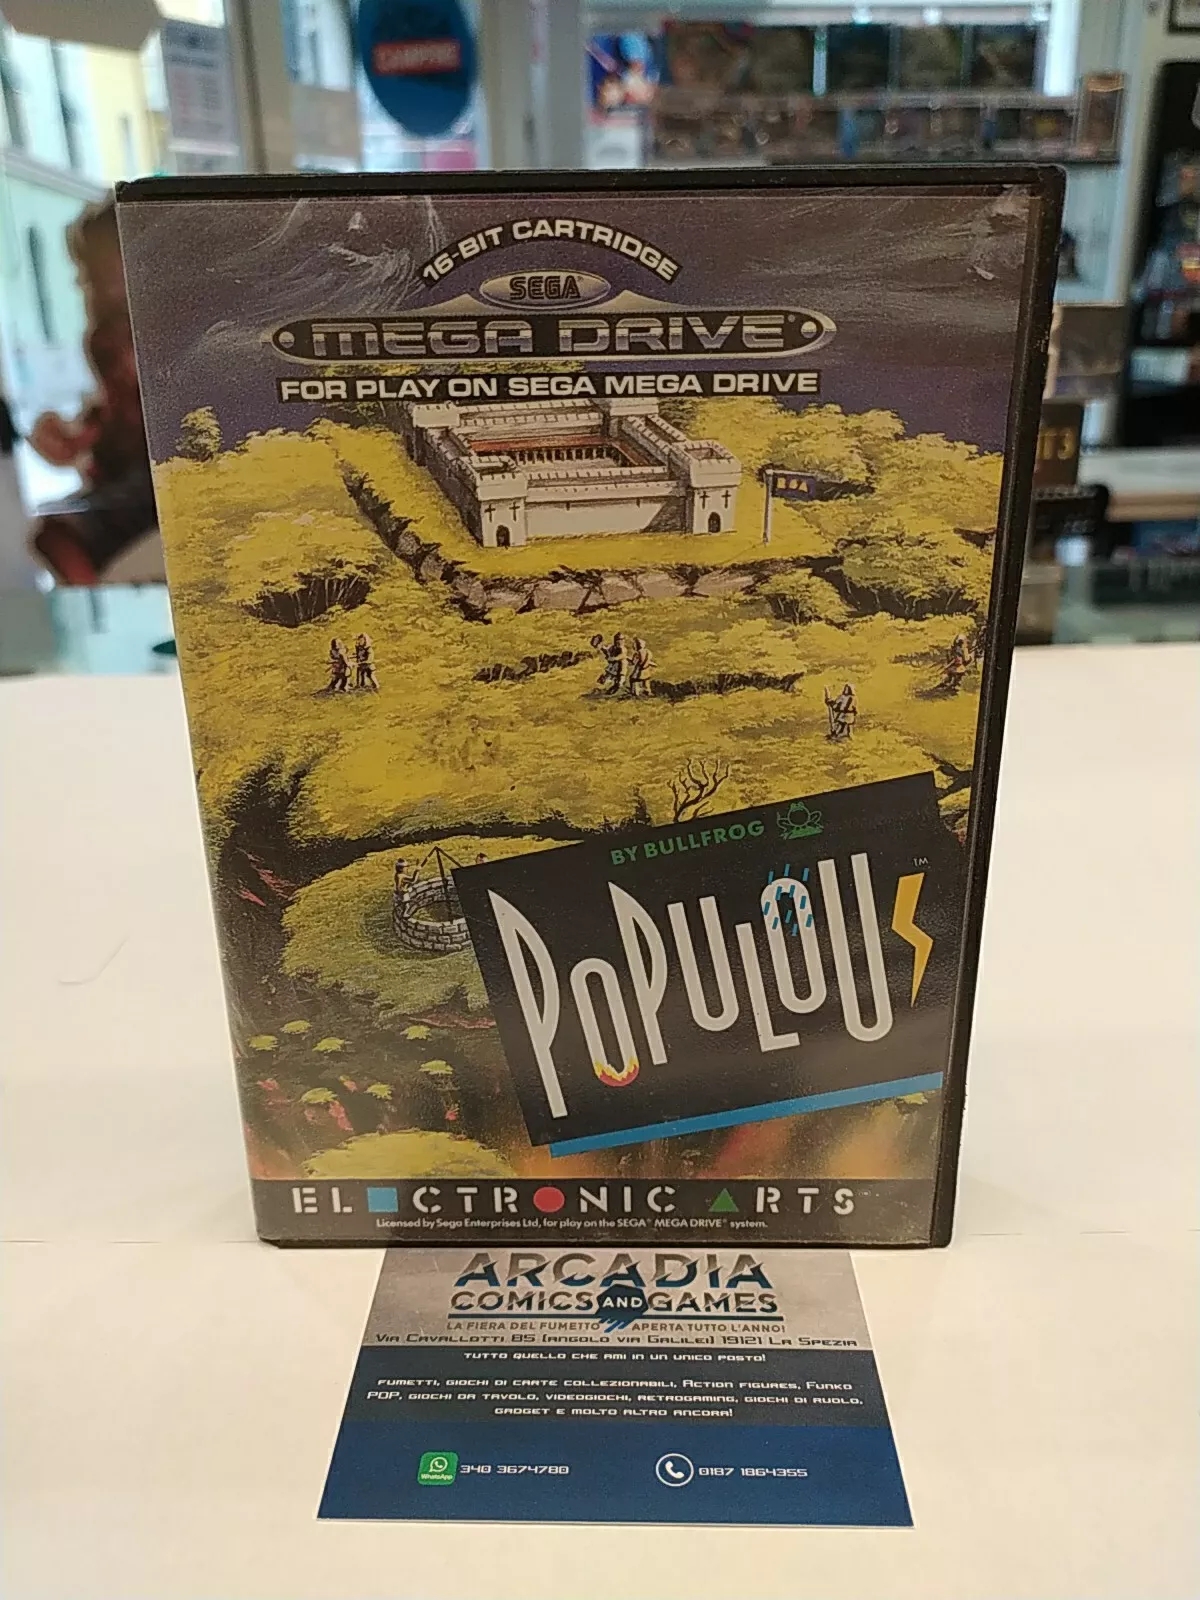 16-BIT CARTRIDGE
SEGA
MEGA DRIVE
FOR PLAY ON SEGA MEGA DRIVE
BY BULLFROG
POPULOUS™
ELECTRONIC ARTS™
Licensed by Sega Enterprises Ltd, for play on the SEGA® MEGA DRIVE® system.
ARCADIA
COMICS AND GAMES
LA FIERA DEL FUMETTO APERTA TUTTO L'ANNO!
VIA CAVALLOTTI 85 (ANGOLO VIA GALILEI) 19121 LA SPEZIA
TUTTO QUELLO CHE AMI IN UN UNICO POSTO!
FUMETTI, GIOCHI DI CARTE COLLEZIONABILI, ACTION FIGURES, FUNKO
POP, GIOCHI DA TAVOLO, VIDEOGIOCHI, RETROGAMING, GIOCHI DI RUOLO,
GADGET E MOLTO ALTRO ANCORA!
WhatsApp 340 3674780
0187 1864355